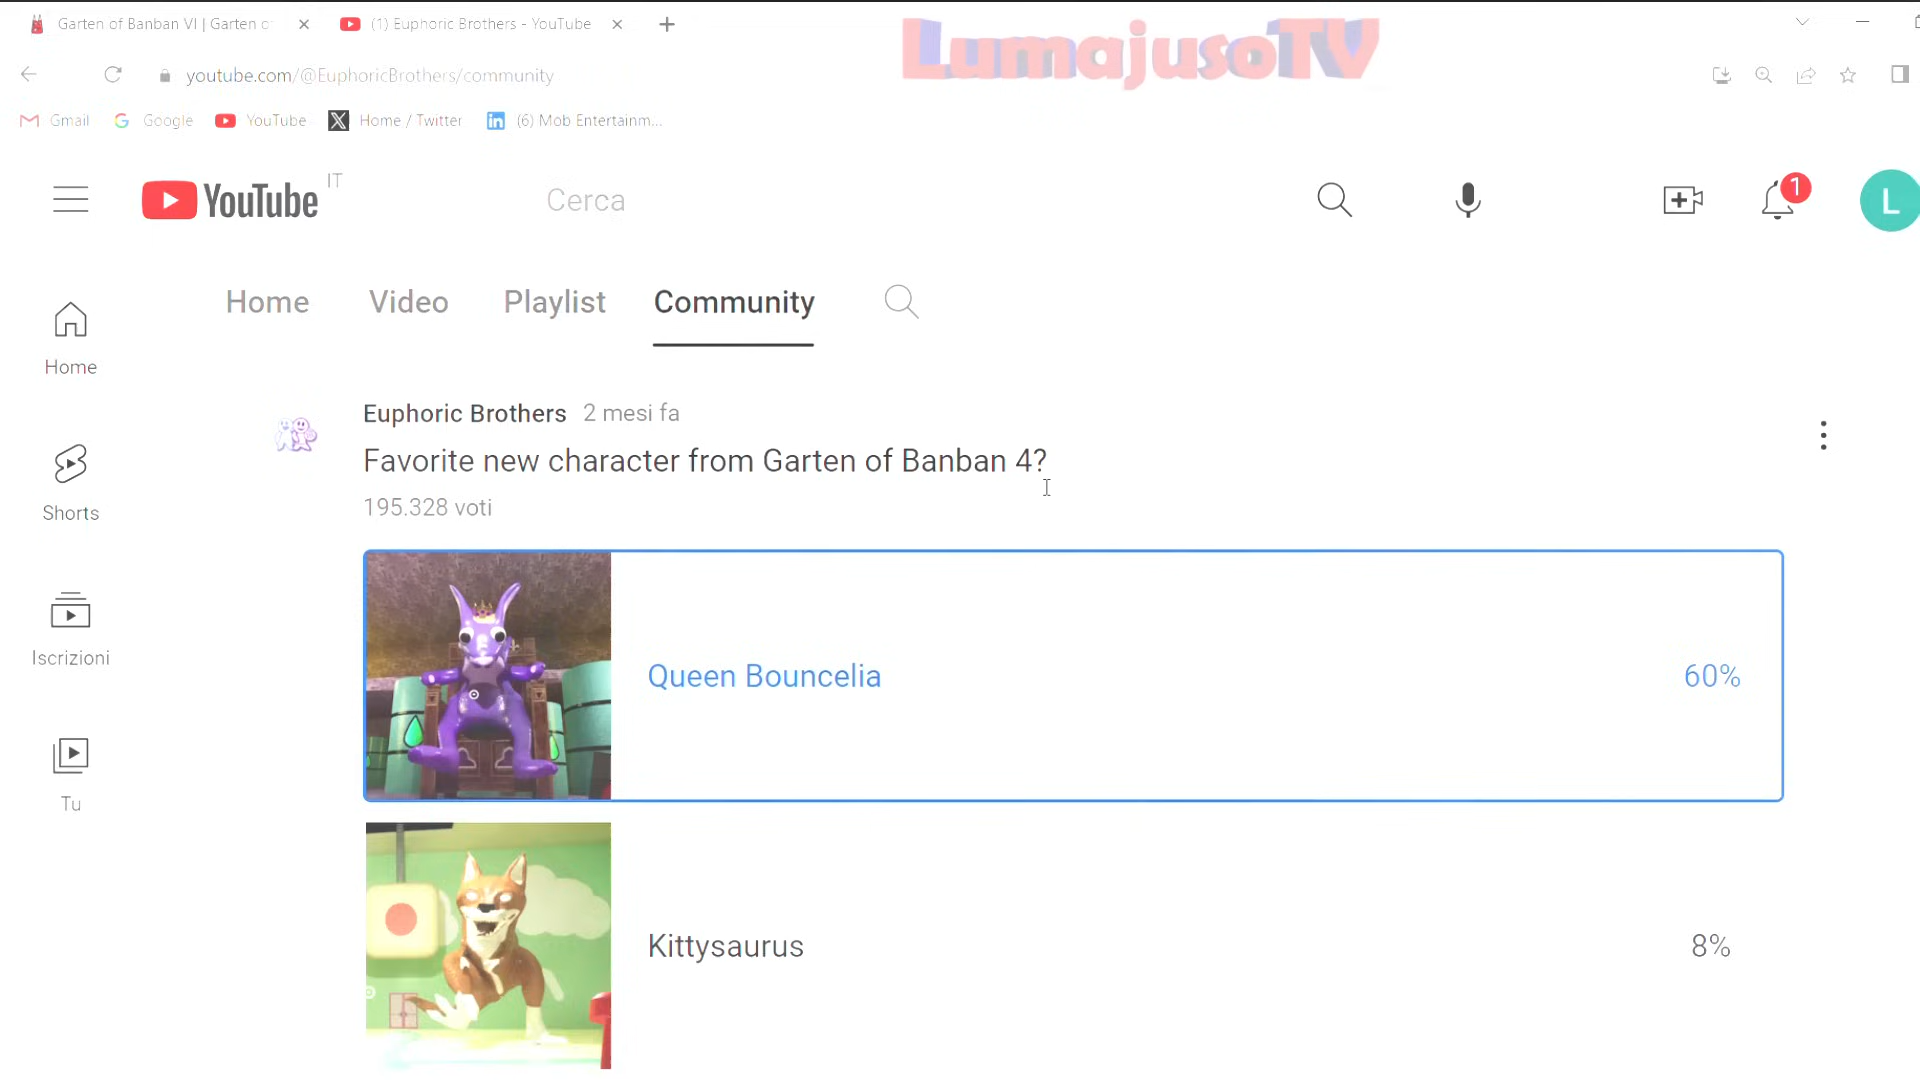 Garten of Banban VI | Garten o
(1) Euphoric Brothers - YouTube
LumajusoTV
youtube.com/@EuphoricBrothers/community
Gmail
Google
YouTube
Home / Twitter
(6) Mob Entertainm...
YouTube IT
Cerca
1
L
Home
Video
Playlist
Community
Home
Shorts
Iscrizioni
Tu
Euphoric Brothers 2 mesi fa
Favorite new character from Garten of Banban 4?
195.328 voti
Queen Bouncelia
60%
Kittysaurus
8%